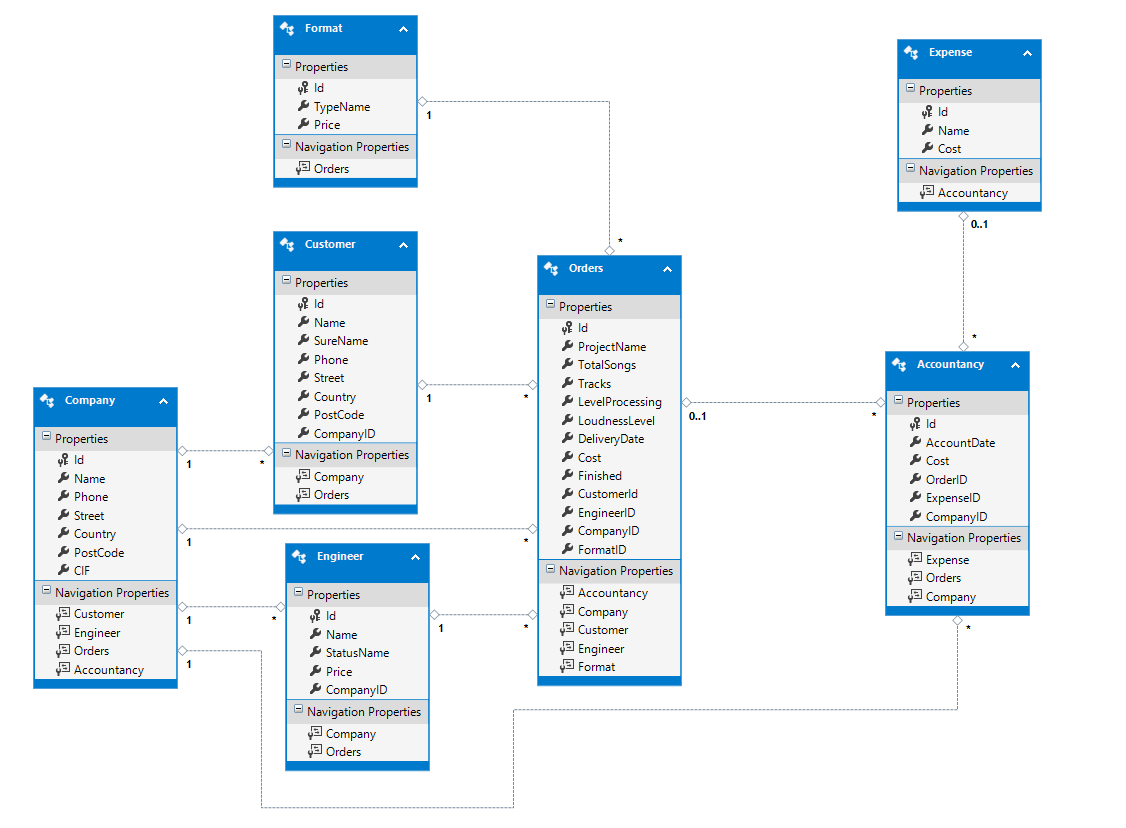 Format
Properties
Id
TypeName
Price
Navigation Properties
Orders
1
*
Expense
Properties
Id
Name
Cost
Navigation Properties
Accountancy
0..1
*
Customer
Properties
Id
Name
SureName
Phone
Street
Country
PostCode
CompanyID
Navigation Properties
Company
Orders
1
*
Orders
Properties
Id
ProjectName
TotalSongs
Tracks
LevelProcessing
LoudnessLevel
DeliveryDate
Cost
Finished
CustomerId
EngineerID
CompanyID
FormatID
Navigation Properties
Accountancy
Company
Customer
Engineer
Format
0..1
*
Accountancy
Properties
Id
AccountDate
Cost
OrderID
ExpenseID
CompanyID
Navigation Properties
Expense
Orders
Company
*
Company
Properties
Id
Name
Phone
Street
Country
PostCode
CIF
Navigation Properties
Customer
Engineer
Orders
Accountancy
1
*
1
*
1
*
1
Engineer
Properties
Id
Name
StatusName
Price
CompanyID
Navigation Properties
Company
Orders
1
*